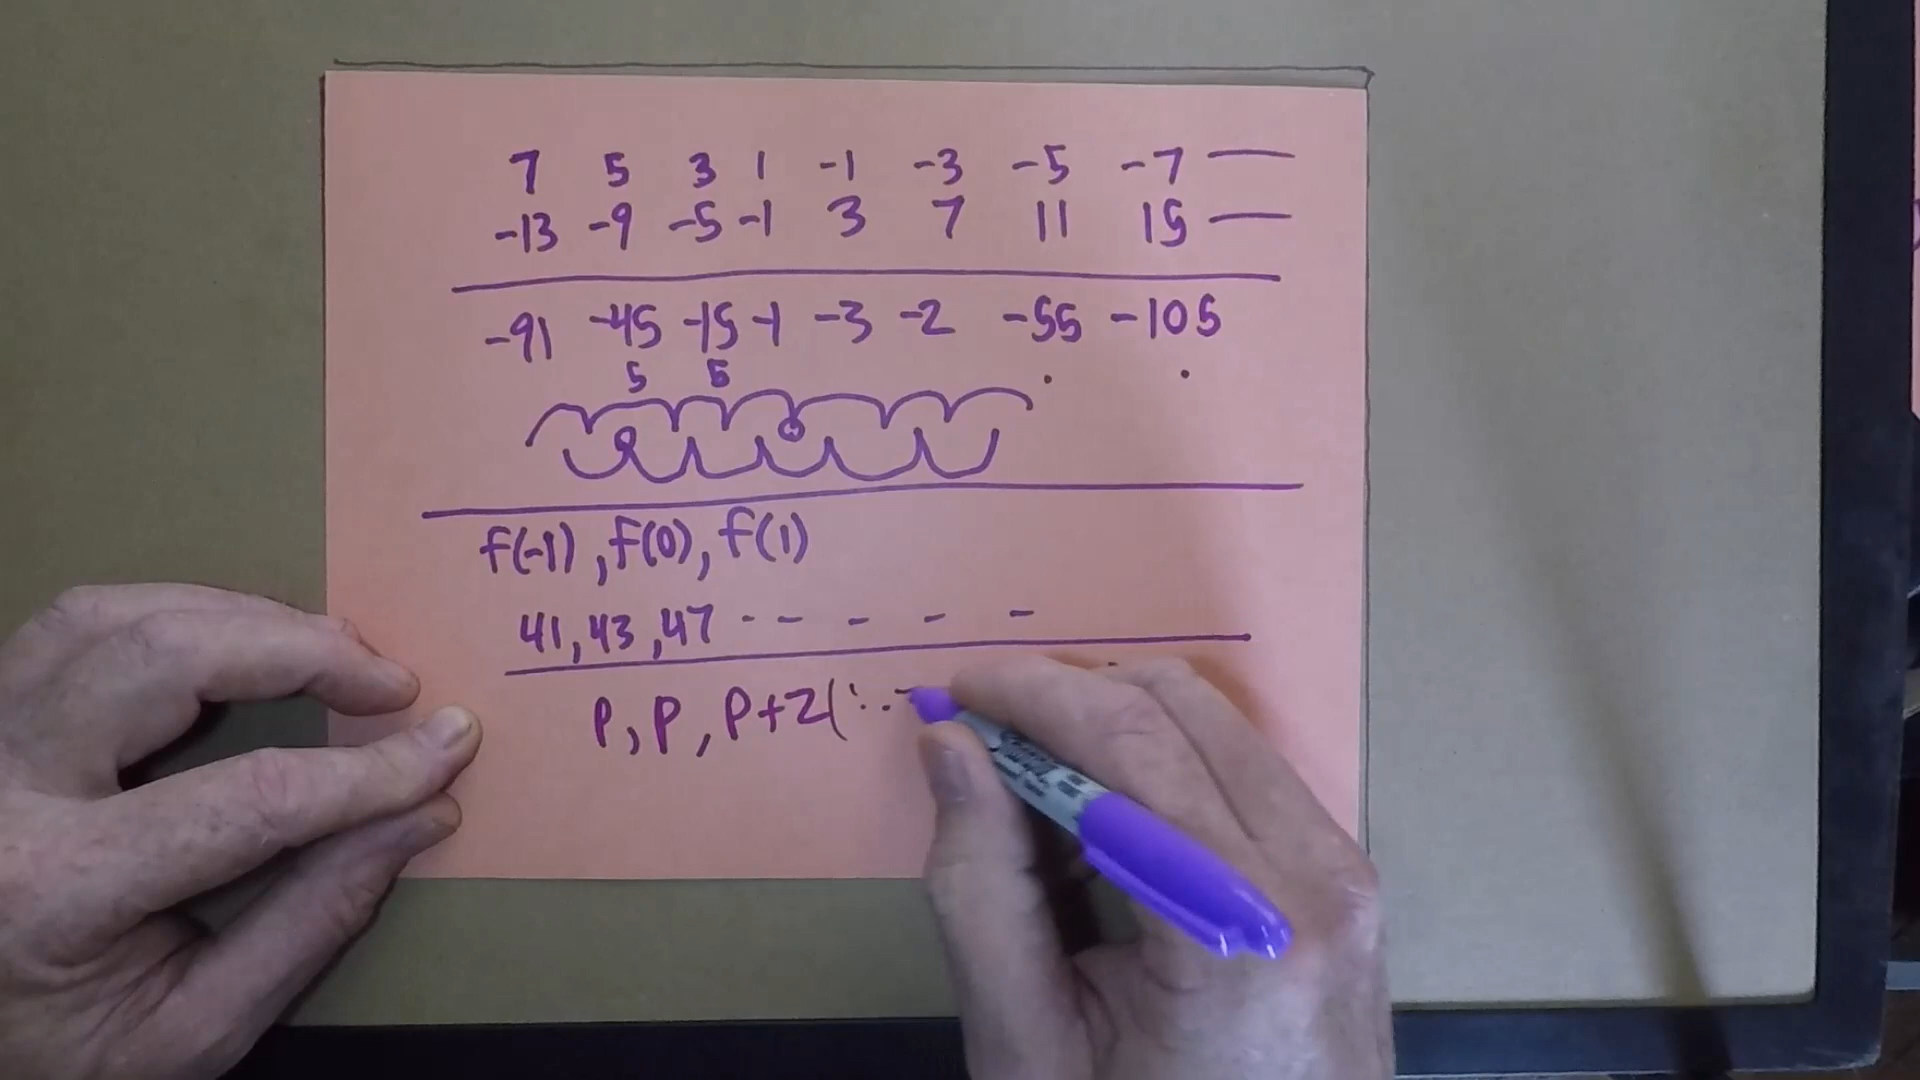 7 5 3 1 -1 -3 -5 -7 —
-13 -9 -5 -1 3 7 11 15 —
-91 -45 -15 -1 -3 -2 -55 -105
5 5 . .
f(-1), f(0), f(1)
41, 43, 47 - - - - -
P, P, P+2(